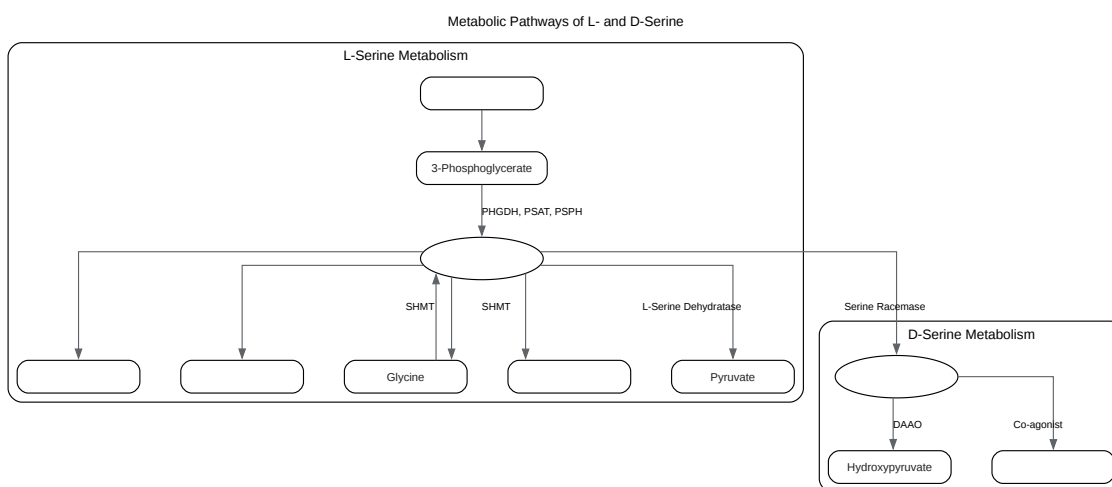 Metabolic Pathways of L- and D-Serine
L-Serine Metabolism
3-Phosphoglycerate
PHGDH, PSAT, PSPH
SHMT
SHMT
L-Serine Dehydratase
Serine Racemase
D-Serine Metabolism
Glycine
Pyruvate
DAAO
Co-agonist
Hydroxypyruvate